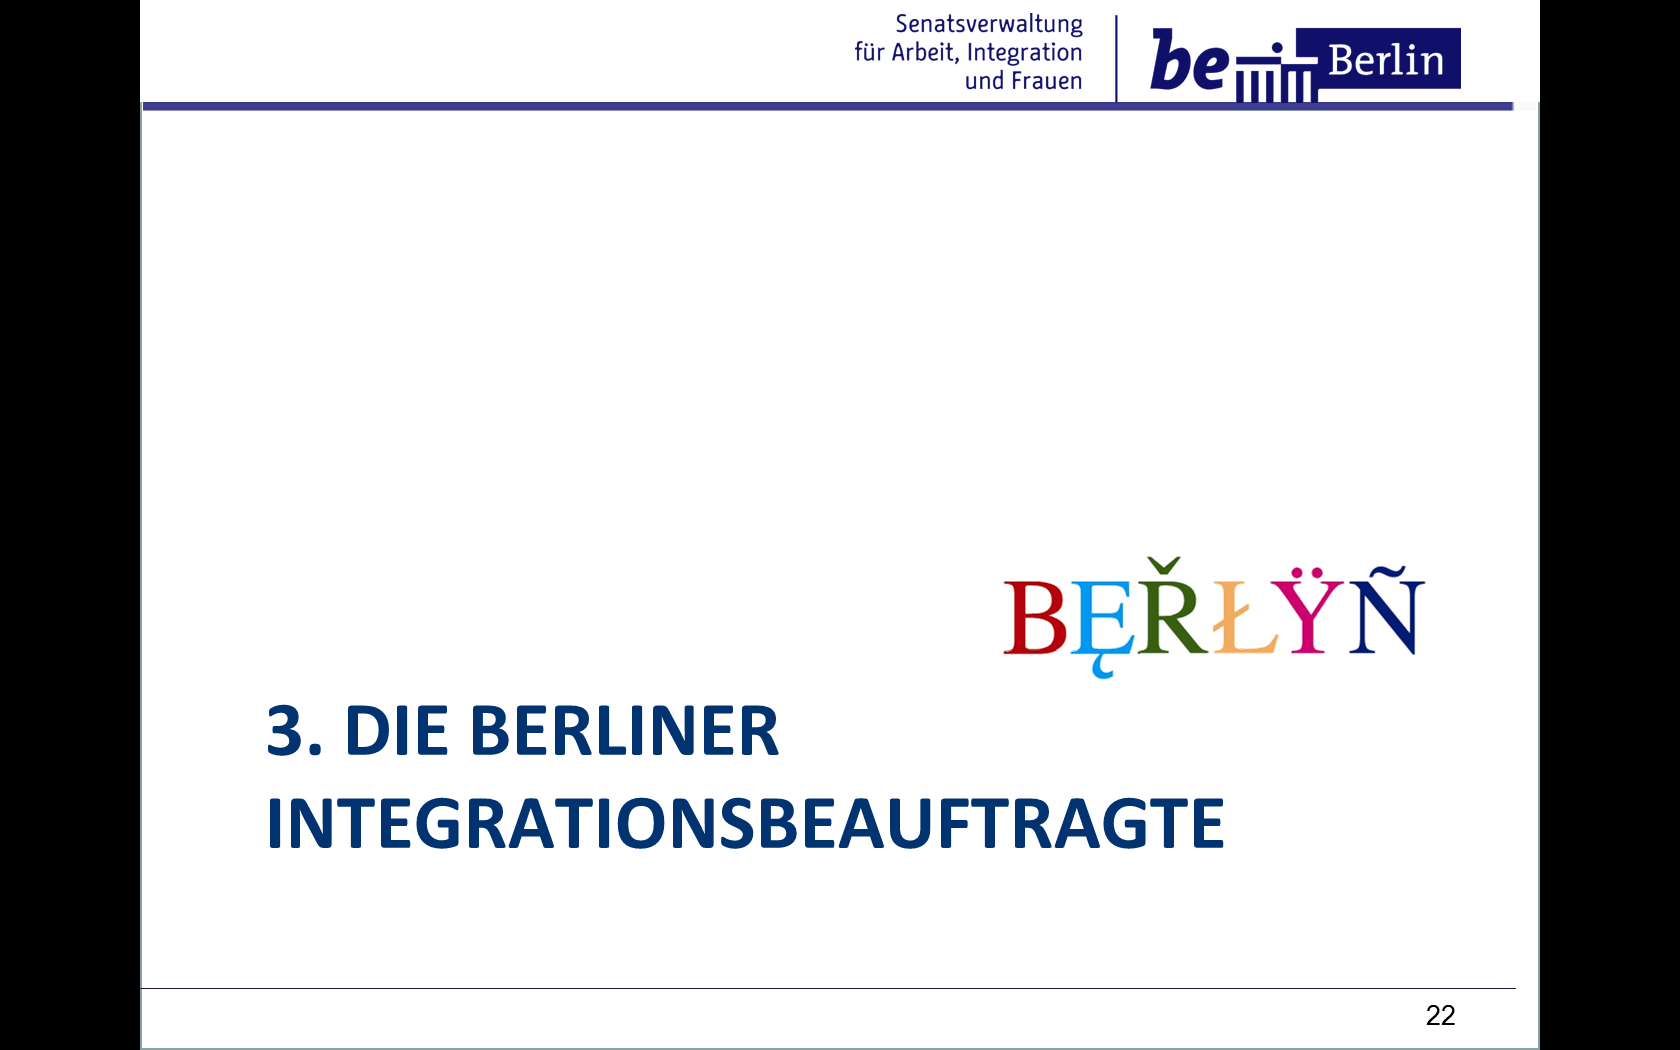 Senatsverwaltung
für Arbeit, Integration
und Frauen
be Berlin
BĘŘŁŸÑ
3. DIE BERLINER
INTEGRATIONSBEAUFTRAGTE
22